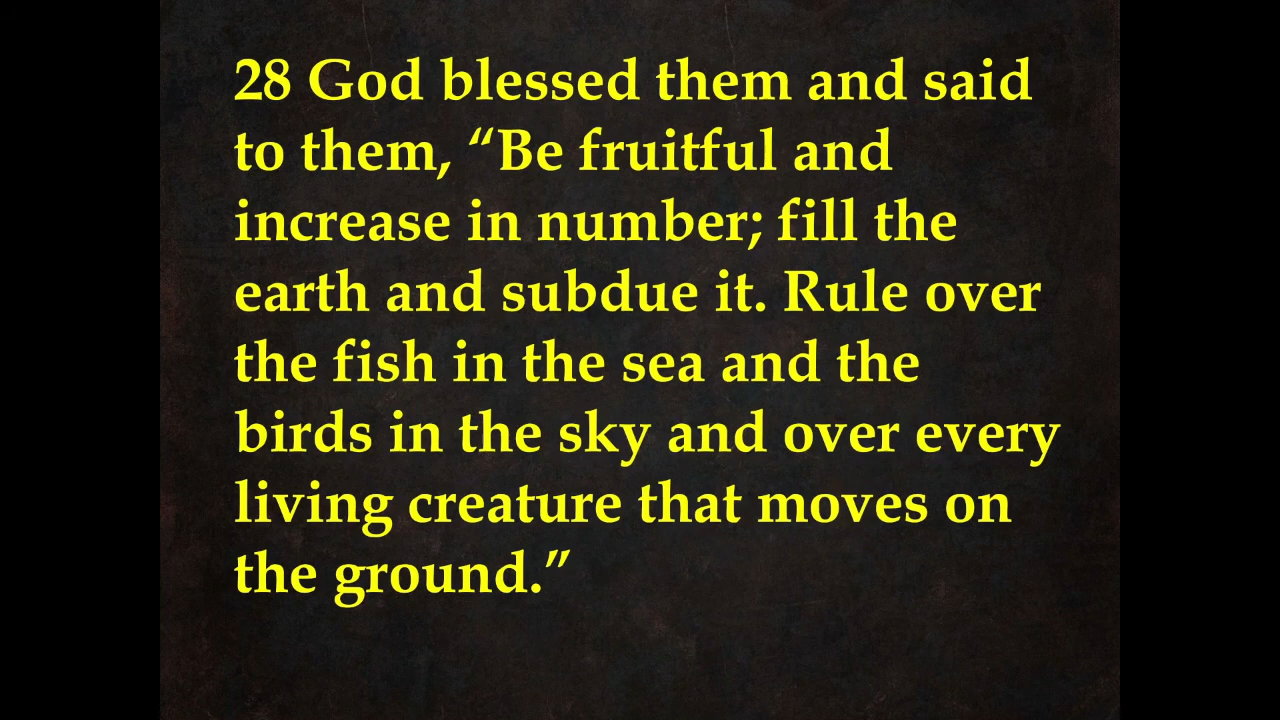 28 God blessed them and said
to them, “Be fruitful and
increase in number; fill the
earth and subdue it. Rule over
the fish in the sea and the
birds in the sky and over every
living creature that moves on
the ground.”